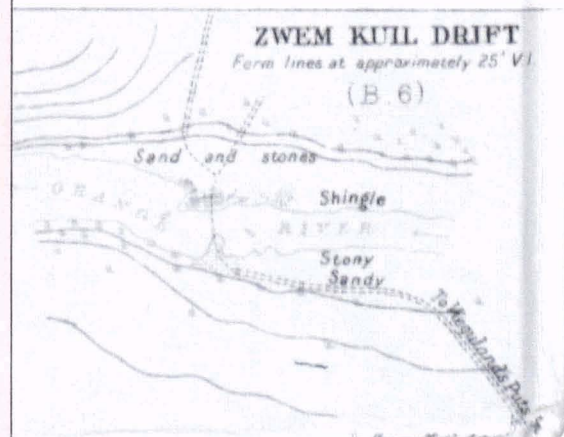 ZWEM KUIL DRIFT
Form lines at approximately 25' V.I.
(B.6)
Sand and stones
ORANGE RIVER
Shingle
Stony
Sandy
To
Puts